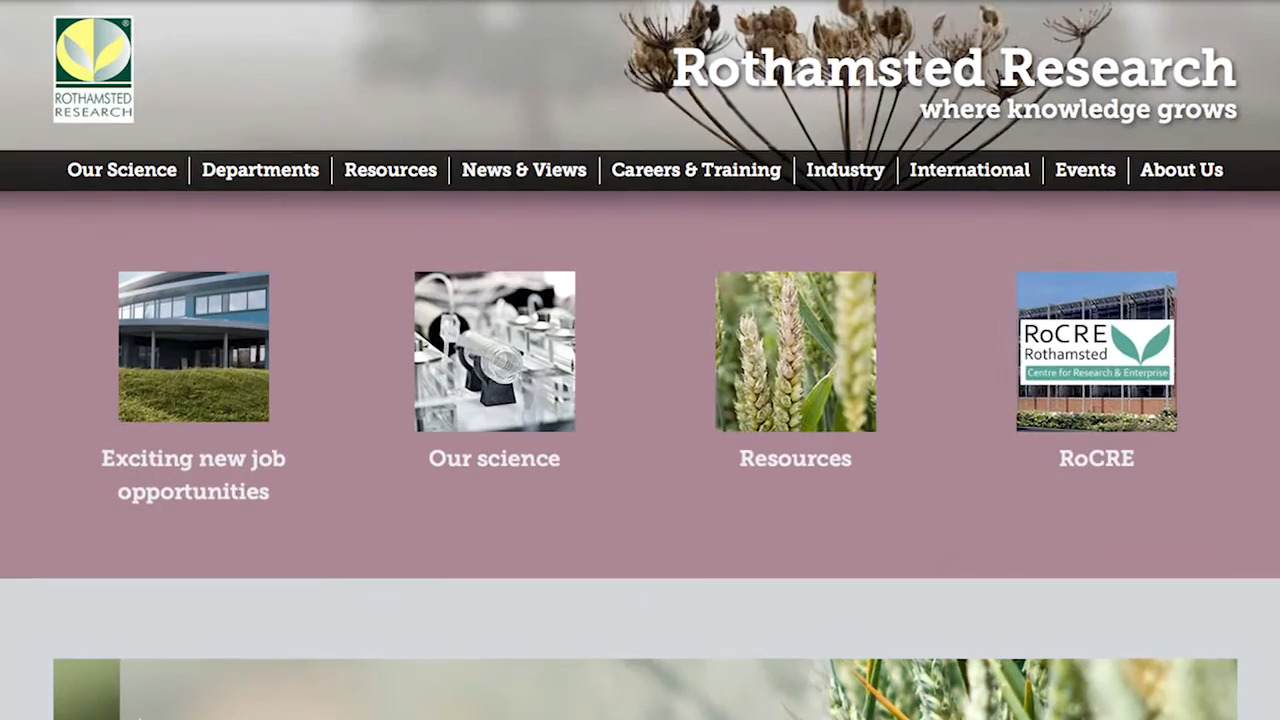 ROTHAMSTED
RESEARCH
®
Rothamsted Research
where knowledge grows
Our Science
Departments
Resources
News & Views
Careers & Training
Industry
International
Events
About Us
RoCRE
Rothamsted
Centre for Research & Enterprise
Exciting new job
opportunities
Our science
Resources
RoCRE